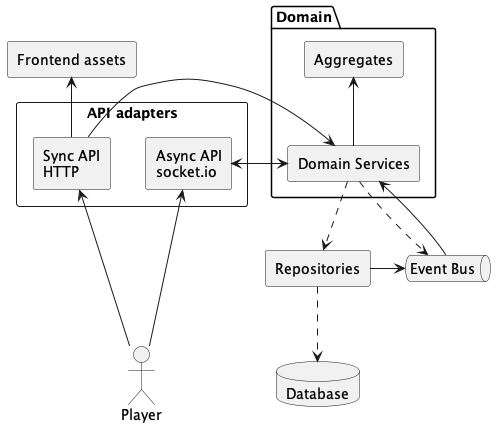 Domain
Frontend assets
Aggregates
API adapters
Sync API
HTTP
Async API
socket.io
Domain Services
Repositories
Event Bus
Database
Player